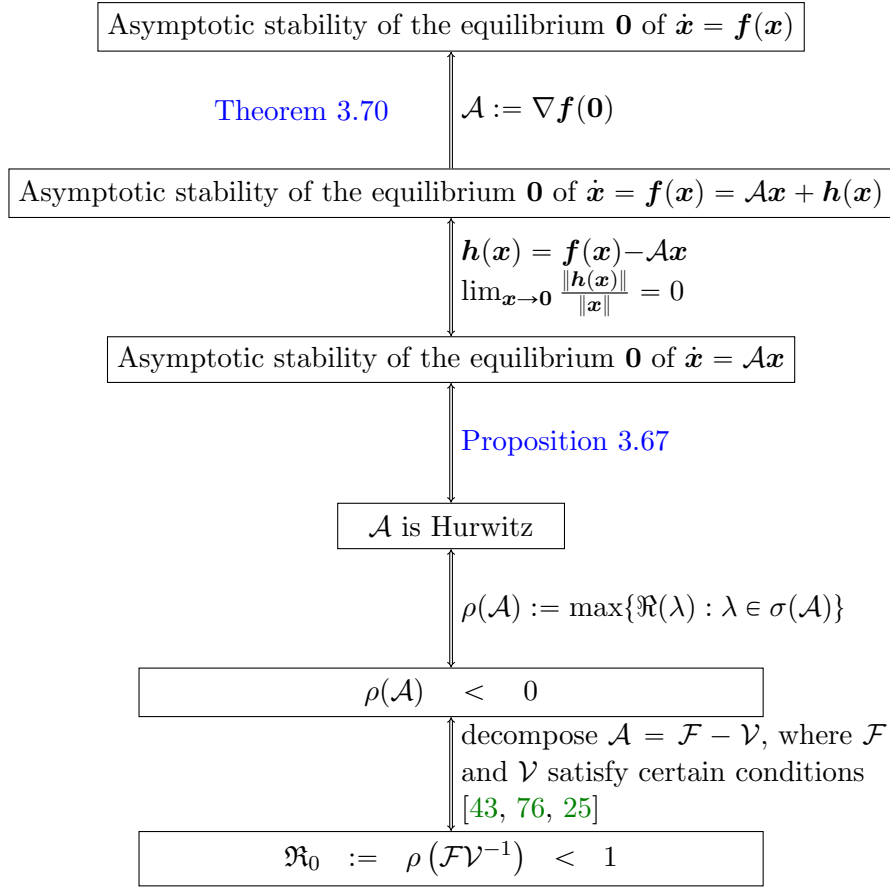 Asymptotic stability of the equilibrium 𝟎 of ẋ = f(x)
Theorem 3.70
𝒜 := ∇f(𝟎)
Asymptotic stability of the equilibrium 𝟎 of ẋ = f(x) = 𝒜x + h(x)
h(x) = f(x)−𝒜x
lim_{x→𝟎} ‖h(x)‖/‖x‖ = 0
Asymptotic stability of the equilibrium 𝟎 of ẋ = 𝒜x
Proposition 3.67
𝒜 is Hurwitz
ρ(𝒜) := max{ℜ(λ) : λ ∈ σ(𝒜)}
ρ(𝒜) < 0
decompose 𝒜 = ℱ − 𝒱, where ℱ
and 𝒱 satisfy certain conditions
[43, 76, 25]
ℜ₀ := ρ (ℱ𝒱⁻¹) < 1